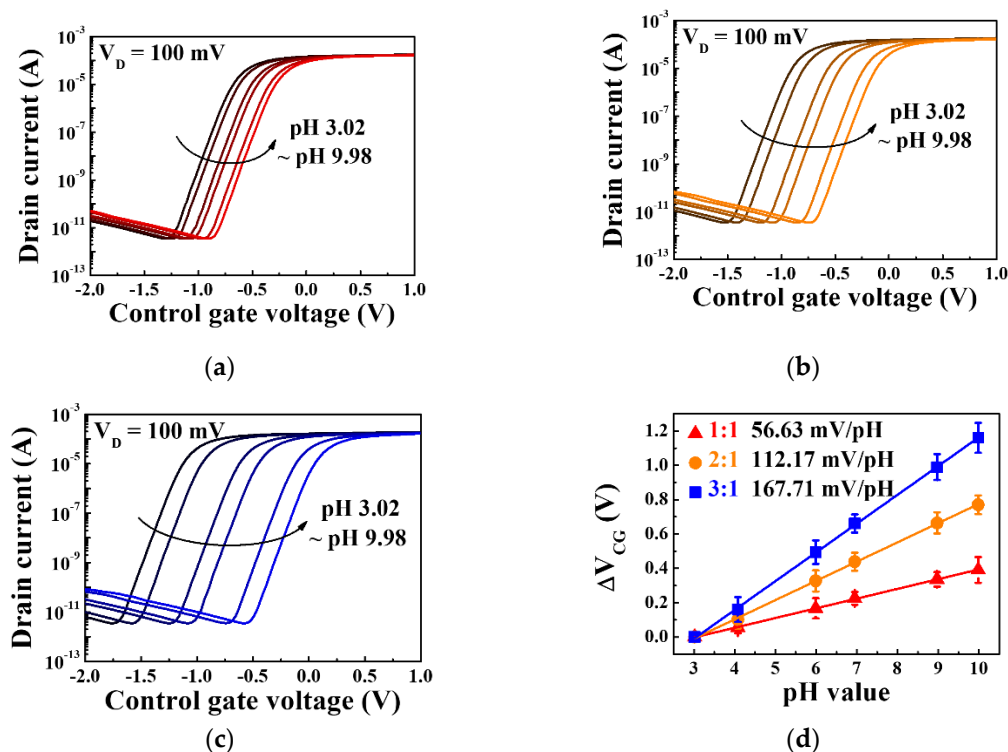 V_D = 100 mV
pH 3.02
~ pH 9.98
Drain current (A)
10^-3
10^-5
10^-7
10^-9
10^-11
10^-13
-2.0 -1.5 -1.0 -0.5 0.0 0.5 1.0
Control gate voltage (V)
(a)
V_D = 100 mV
pH 3.02
~ pH 9.98
Drain current (A)
10^-3
10^-5
10^-7
10^-9
10^-11
10^-13
-2.0 -1.5 -1.0 -0.5 0.0 0.5 1.0
Control gate voltage (V)
(b)
V_D = 100 mV
pH 3.02
~ pH 9.98
Drain current (A)
10^-3
10^-5
10^-7
10^-9
10^-11
10^-13
-2.0 -1.5 -1.0 -0.5 0.0 0.5 1.0
Control gate voltage (V)
(c)
1:1 56.63 mV/pH
2:1 112.17 mV/pH
3:1 167.71 mV/pH
ΔV_CG (V)
1.2
0.8
0.4
0.0
3 4 5 6 7 8 9 10
pH value
(d)